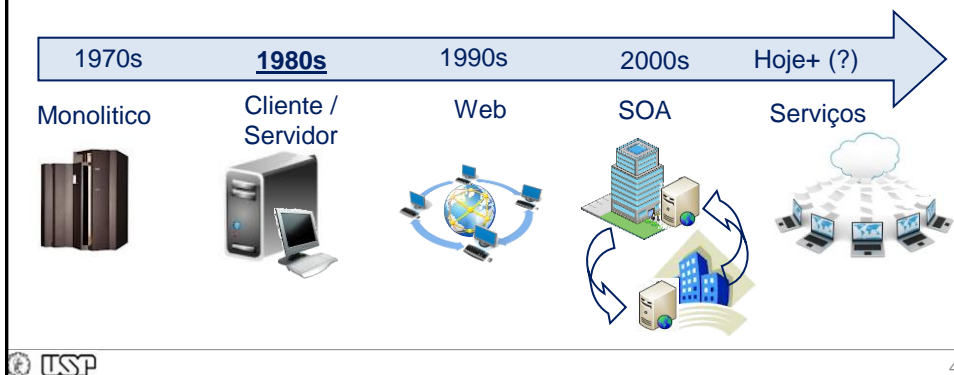 1970s 1980s 1990s 2000s Hoje+ (?)
Monolitico
Cliente /
Servidor
Web
SOA
Serviços
USP
4